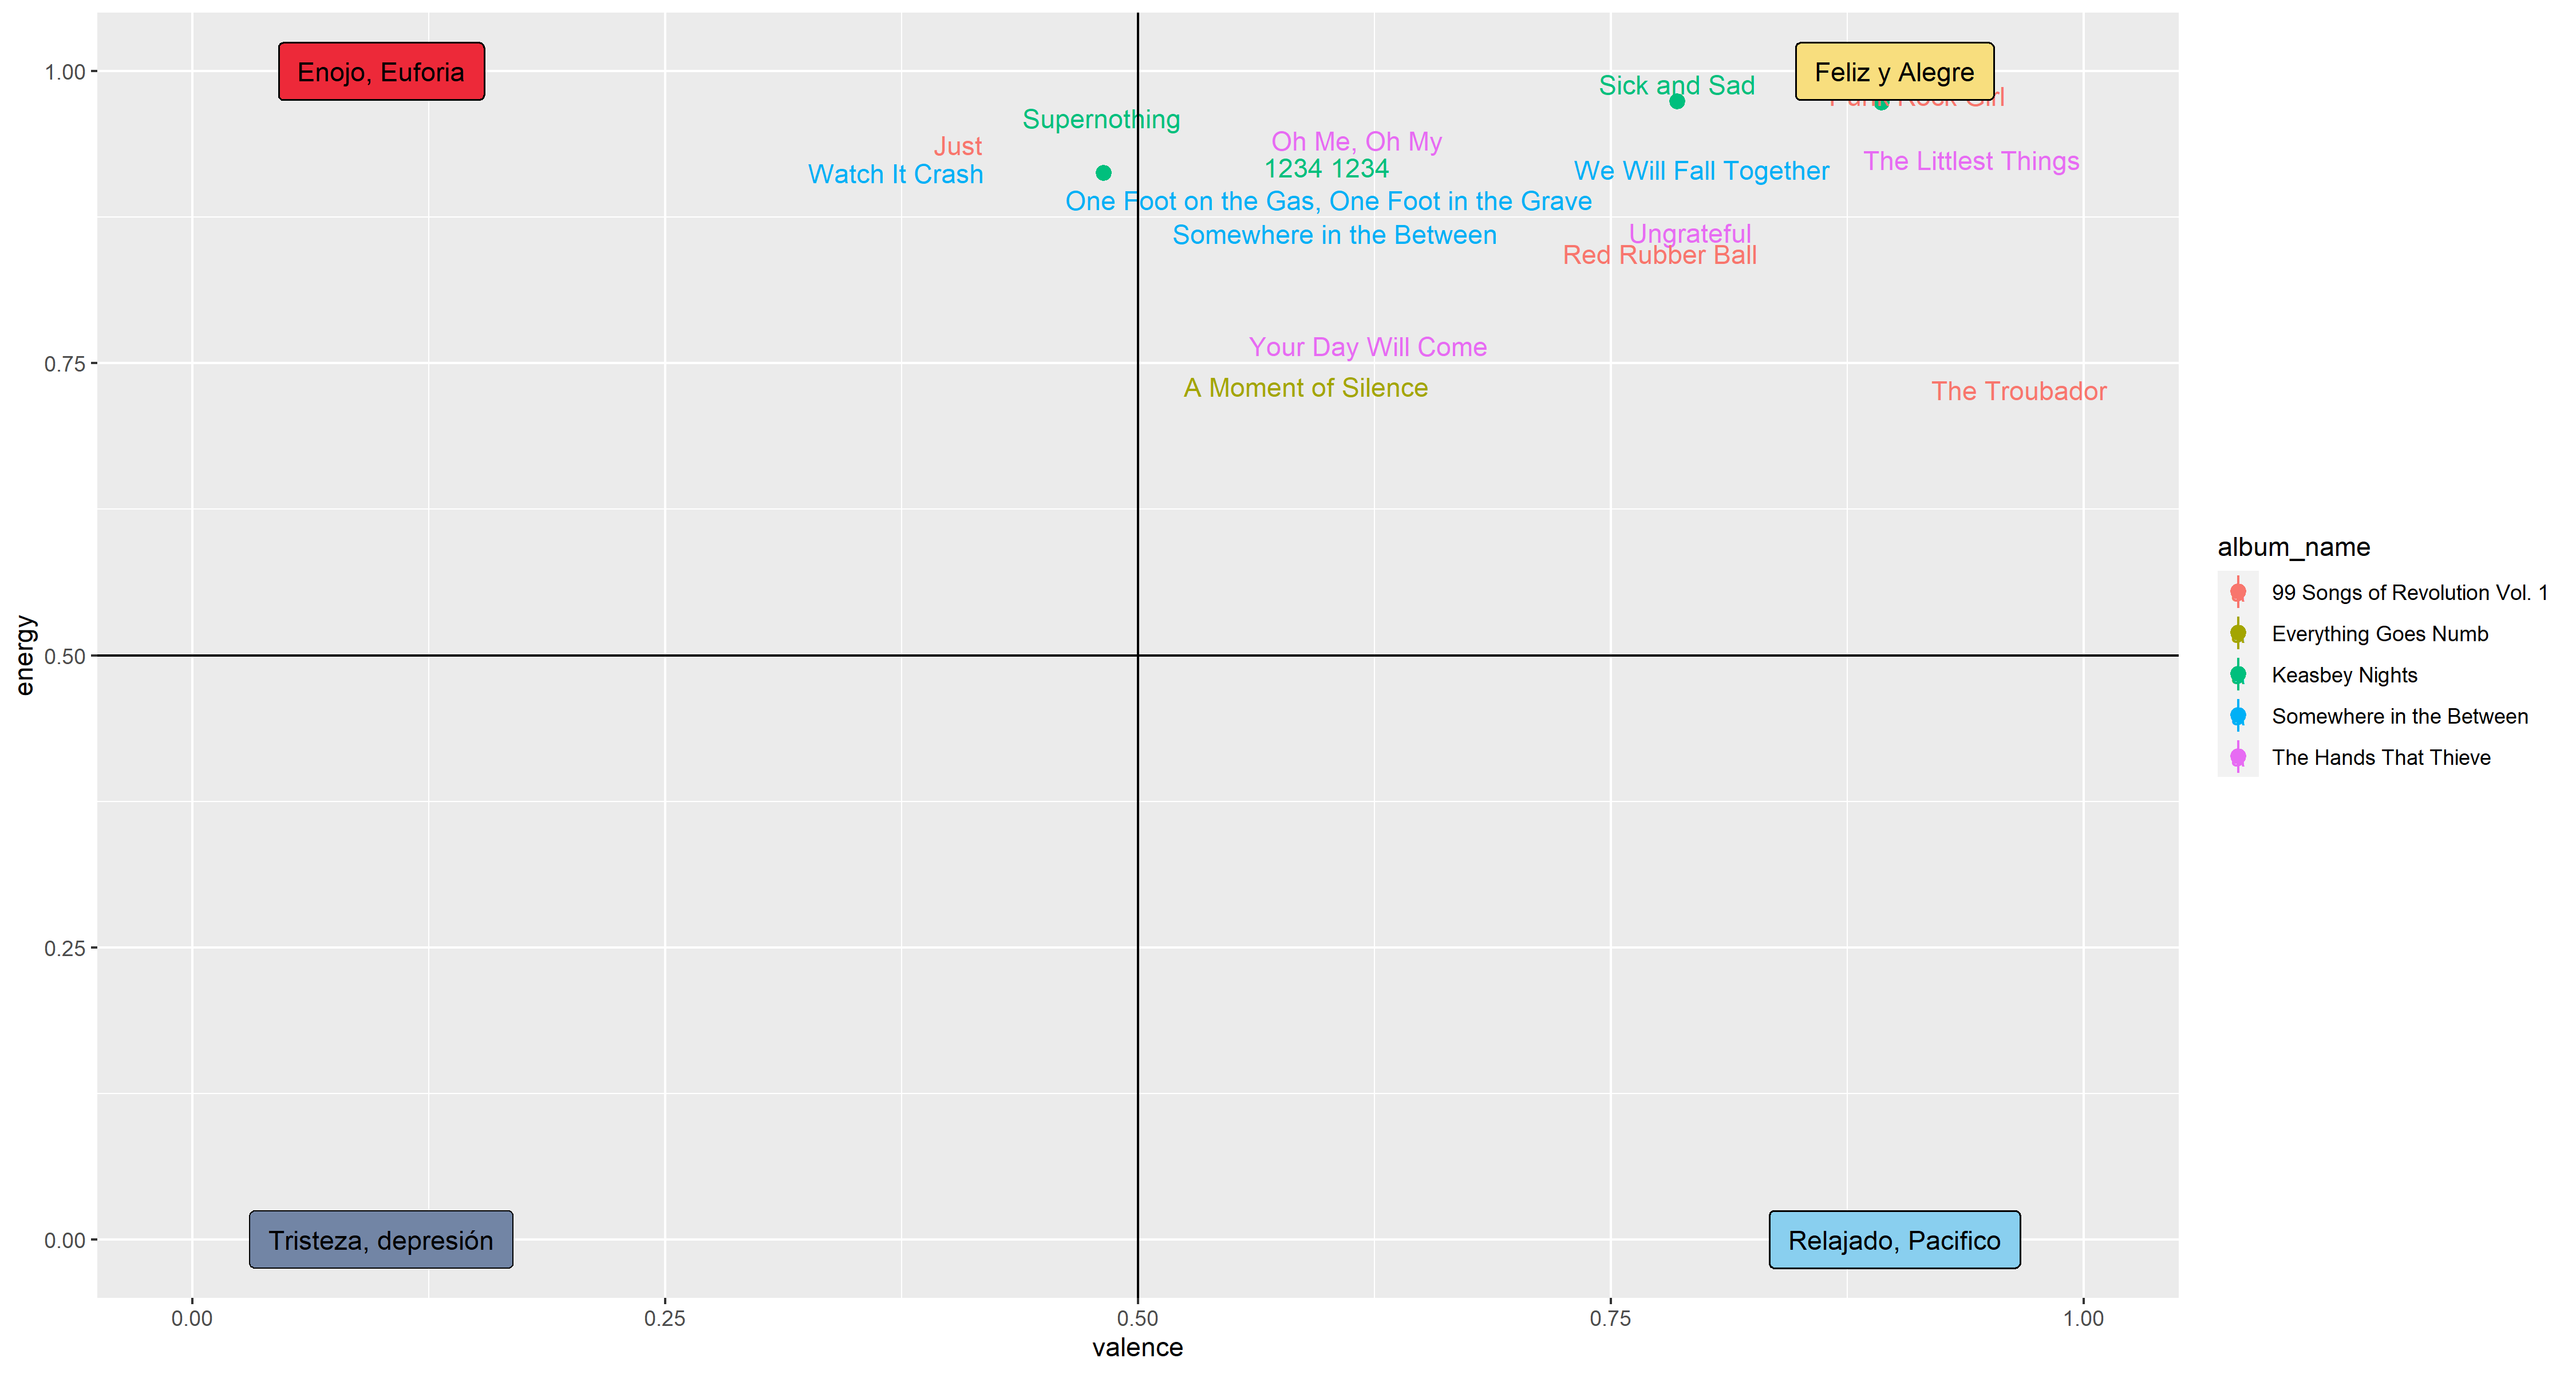 Enojo, Euforia
Feliz y Alegre
Sick and Sad
Supernothing
Just
Oh Me, Oh My
1234 1234
Watch It Crash
We Will Fall Together
The Littlest Things
One Foot on the Gas, One Foot in the Grave
Somewhere in the Between
Ungrateful
Red Rubber Ball
Your Day Will Come
A Moment of Silence
The Troubador
Tristeza, depresión
Relajado, Pacifico
1.00
0.75
0.50
0.25
0.00
energy
0.00
0.25
0.50
0.75
1.00
valence
album_name
99 Songs of Revolution Vol. 1
Everything Goes Numb
Keasbey Nights
Somewhere in the Between
The Hands That Thieve